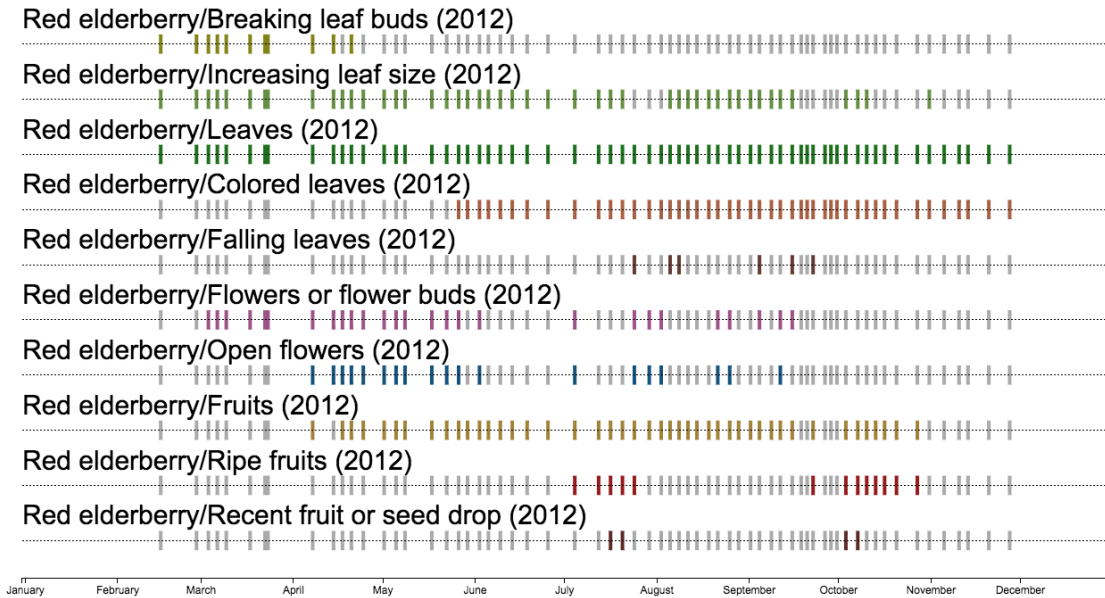 Red elderberry/Breaking leaf buds (2012)
Red elderberry/Increasing leaf size (2012)
Red elderberry/Leaves (2012)
Red elderberry/Colored leaves (2012)
Red elderberry/Falling leaves (2012)
Red elderberry/Flowers or flower buds (2012)
Red elderberry/Open flowers (2012)
Red elderberry/Fruits (2012)
Red elderberry/Ripe fruits (2012)
Red elderberry/Recent fruit or seed drop (2012)
January February March April May June July August September October November December